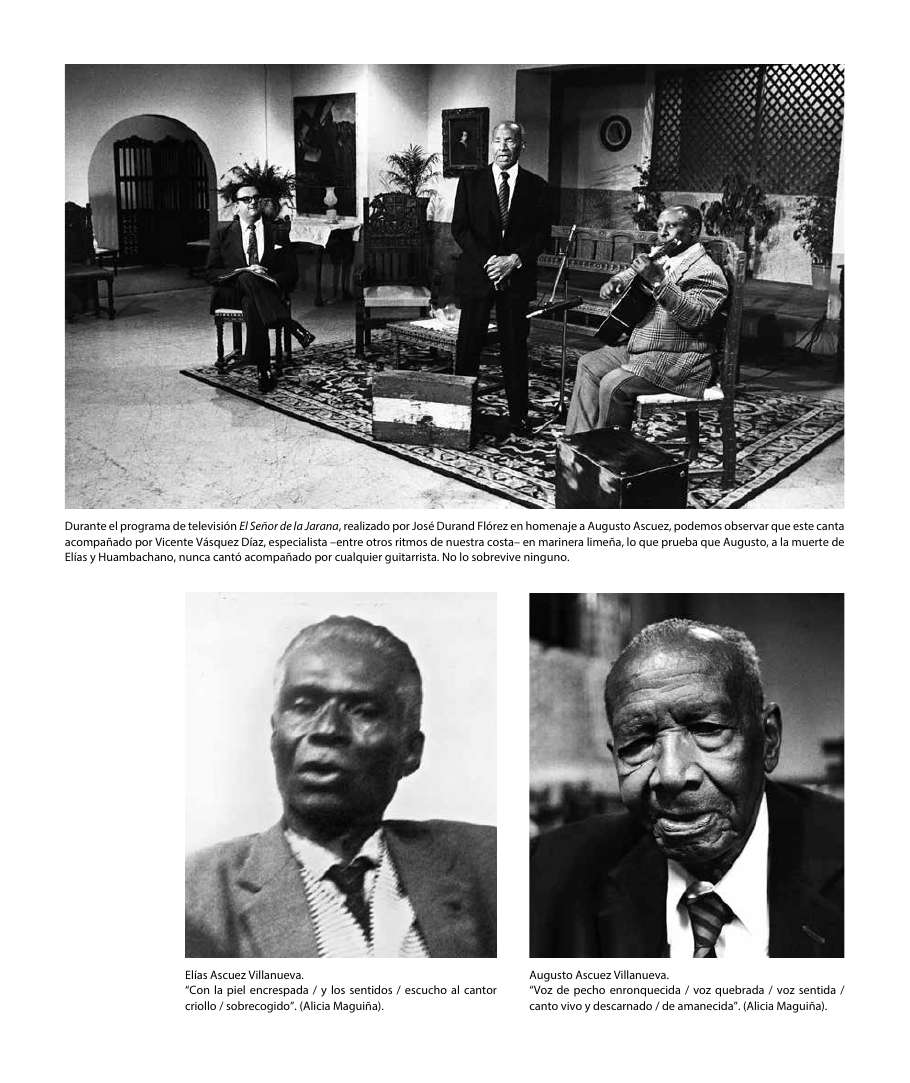 Durante el programa de televisión El Señor de la Jarana, realizado por José Durand Flórez en homenaje a Augusto Ascuez, podemos observar que este canta
acompañado por Vicente Vásquez Díaz, especialista –entre otros ritmos de nuestra costa– en marinera limeña, lo que prueba que Augusto, a la muerte de
Elías y Huambachano, nunca cantó acompañado por cualquier guitarrista. No lo sobrevive ninguno.
Elías Ascuez Villanueva.
“Con la piel encrespada / y los sentidos / escucho al cantor
criollo / sobrecogido”. (Alicia Maguiña).
Augusto Ascuez Villanueva.
“Voz de pecho enronquecida / voz quebrada / voz sentida /
canto vivo y descarnado / de amanecida”. (Alicia Maguiña).